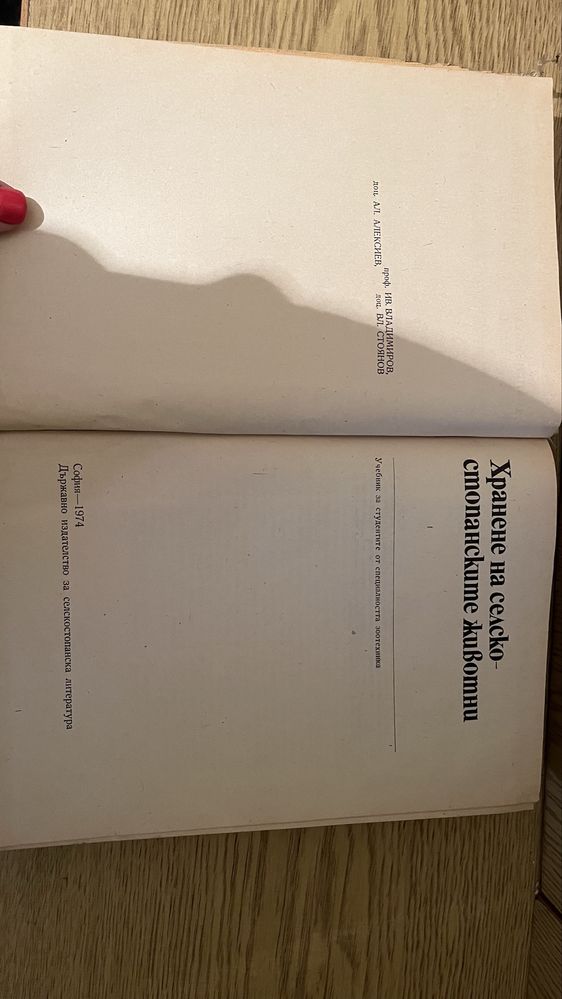 проф. ИВ. ВЛАДИМИРОВ,
доц. АЛ. АЛЕКСИЕВ, доц. ВЛ. СТОЯНОВ
Хранене на селско-
стопанските животни
Учебник за студентите от специалността зоотехника
София—1974
Държавно издателство за селскостопанска литература